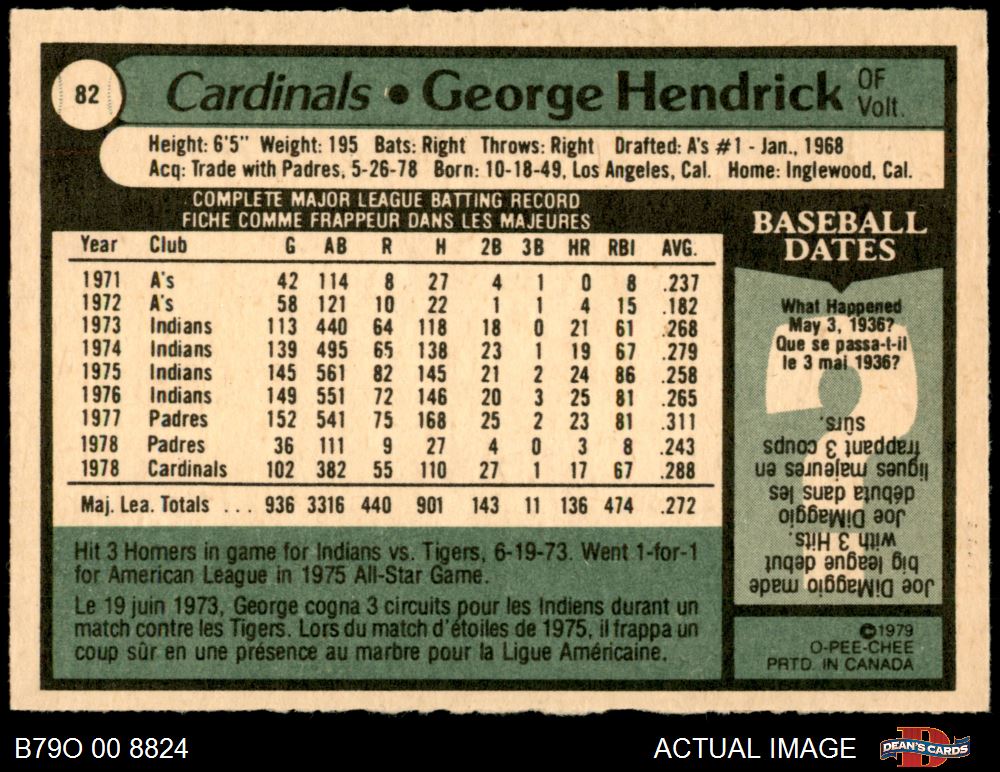 82
Cardinals • George Hendrick OF
Volt.
Height: 6'5" Weight: 195 Bats: Right Throws: Right Drafted: A's #1 - Jan., 1968
Acq: Trade with Padres, 5-26-78 Born: 10-18-49, Los Angeles, Cal. Home: Inglewood, Cal.
COMPLETE MAJOR LEAGUE BATTING RECORD
FICHE COMME FRAPPEUR DANS LES MAJEURES
Year Club G AB R H 2B 3B HR RBI AVG.
1971 A's 42 114 8 27 4 1 0 8 .237
1972 A's 58 121 10 22 1 1 4 15 .182
1973 Indians 113 440 64 118 18 0 21 61 .268
1974 Indians 139 495 65 138 23 1 19 67 .279
1975 Indians 145 561 82 145 21 2 24 86 .258
1976 Indians 149 551 72 146 20 3 25 81 .265
1977 Padres 152 541 75 168 25 2 23 81 .311
1978 Padres 36 111 9 27 4 0 3 8 .243
1978 Cardinals 102 382 55 110 27 1 17 67 .288
Maj. Lea. Totals . . . 936 3316 440 901 143 11 136 474 .272
Hit 3 Homers in game for Indians vs. Tigers, 6-19-73. Went 1-for-1
for American League in 1975 All-Star Game.
Le 19 juin 1973, George cogna 3 circuits pour les Indiens durant un
match contre les Tigers. Lors du match d'étoiles de 1975, il frappa un
coup sûr en une présence au marbre pour la Ligue Américaine.
BASEBALL
DATES
What Happened
May 3, 1936?
Que se passa-t-il
le 3 mai 1936?
Joe DiMaggio made
big league debut
with 3 Hits.
Joe DiMaggio
débuta dans les
ligues majeures en
frappant 3 coups
sûrs.
©1979
O-PEE-CHEE
PRTD. IN CANADA
B79O 00 8824
ACTUAL IMAGE
D
DEAN'S CARDS